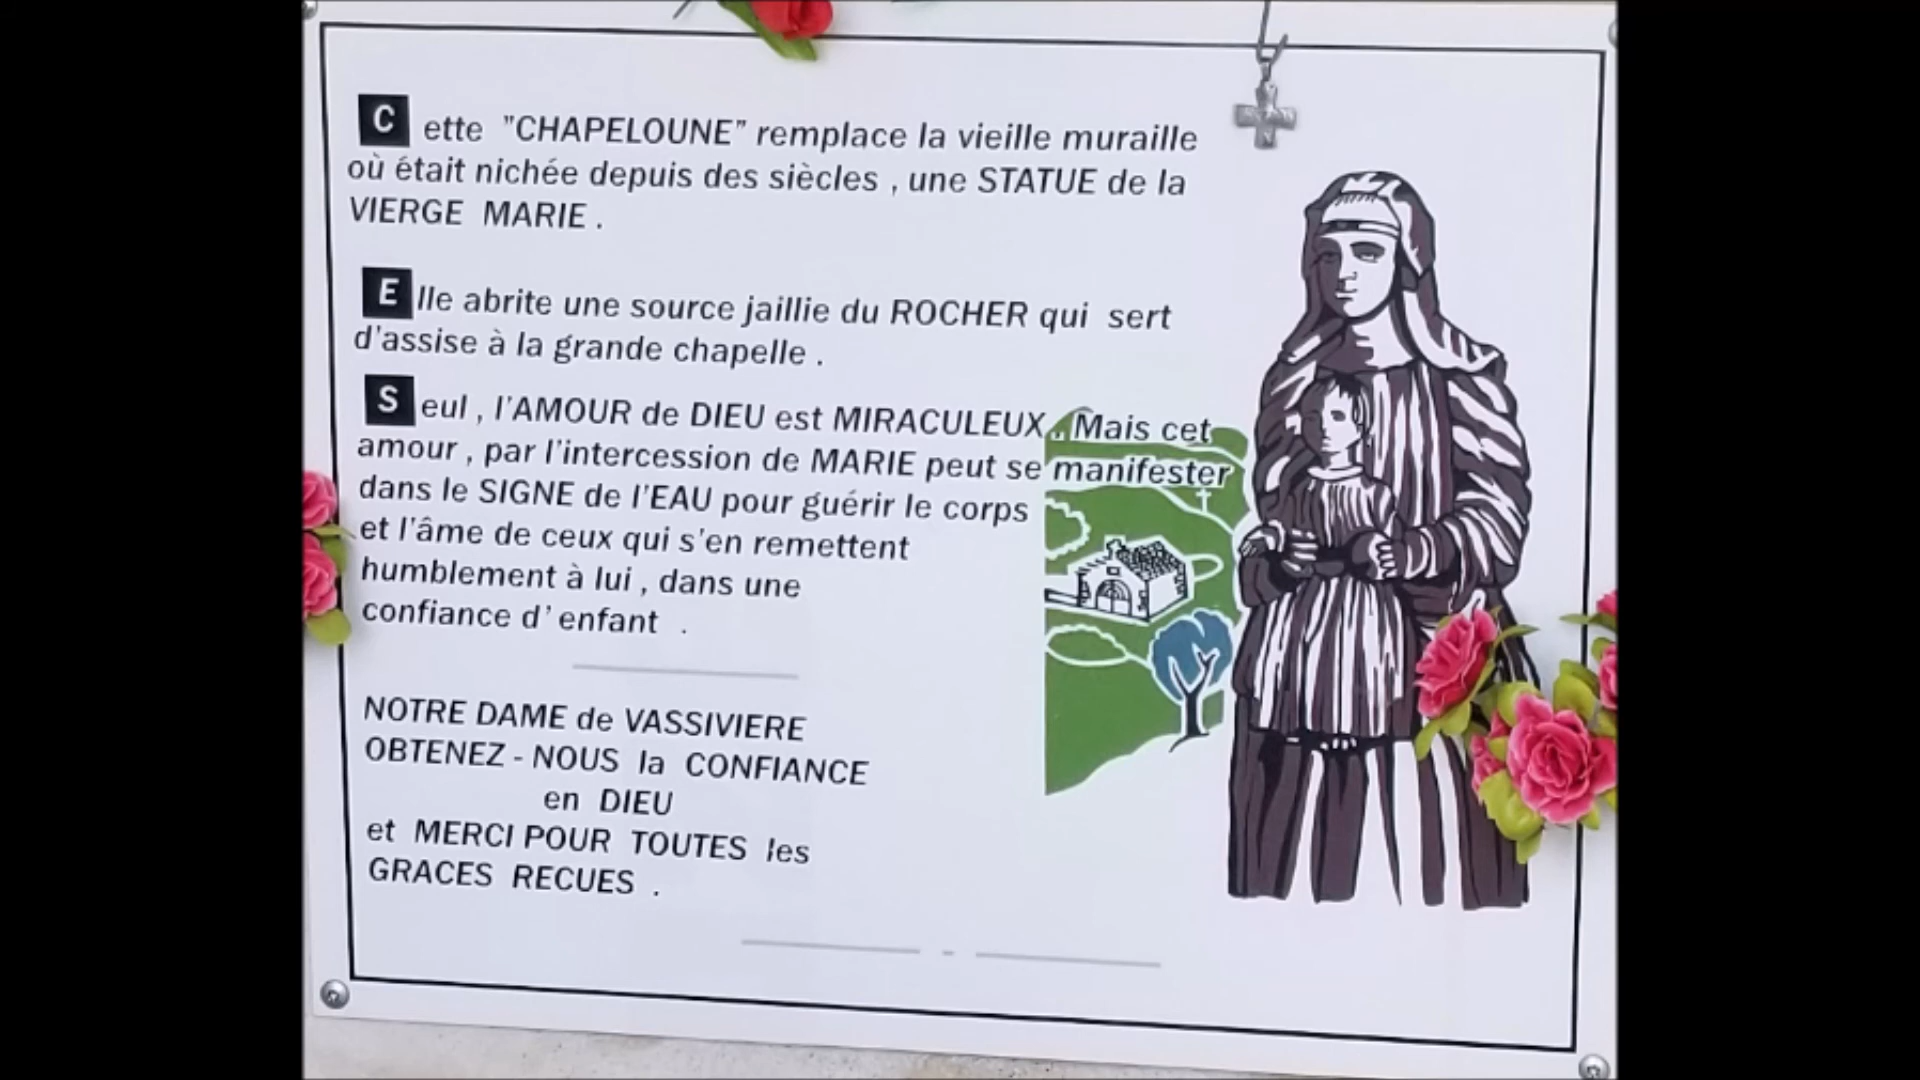 Cette "CHAPELOUNE" remplace la vieille muraille
où était nichée depuis des siècles , une STATUE de la
VIERGE MARIE .
Elle abrite une source jaillie du ROCHER qui sert
d'assise à la grande chapelle .
Seul , l'AMOUR de DIEU est MIRACULEUX . Mais cet
amour , par l'intercession de MARIE peut se manifester
dans le SIGNE de l'EAU pour guérir le corps
et l'âme de ceux qui s'en remettent
humblement à lui , dans une
confiance d' enfant .
NOTRE DAME de VASSIVIERE
OBTENEZ - NOUS la CONFIANCE
en DIEU
et MERCI POUR TOUTES les
GRACES RECUES .